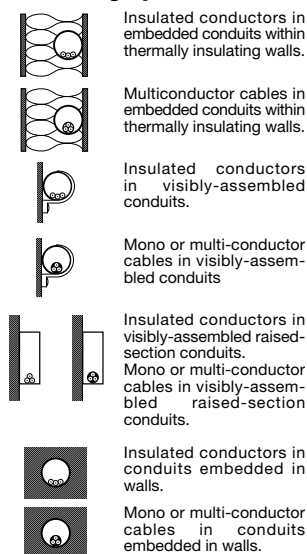 Insulated conductors in
embedded conduits within
thermally insulating walls.
Multiconductor cables in
embedded conduits within
thermally insulating walls.
Insulated conductors
in visibly-assembled
conduits.
Mono or multi-conductor
cables in visibly-assem-
bled conduits
Insulated conductors in
visibly-assembled raised-
section conduits.
Mono or multi-conductor
cables in visibly-assem-
bled raised-section
conduits.
Insulated conductors in
conduits embedded in
walls.
Mono or multi-conductor
cables in conduits
embedded in walls.